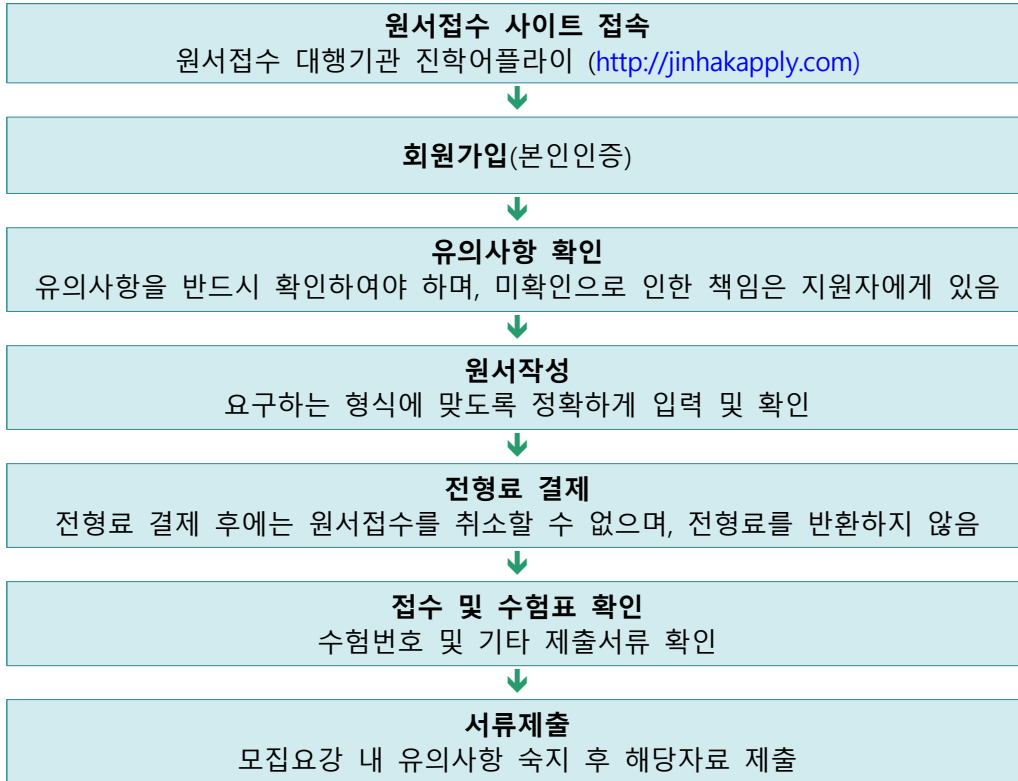 원서접수 사이트 접속
원서접수 대행기관 진학어플라이 (http://jinhakapply.com)
회원가입(본인인증)
유의사항 확인
유의사항을 반드시 확인하여야 하며, 미확인으로 인한 책임은 지원자에게 있음
원서작성
요구하는 형식에 맞도록 정확하게 입력 및 확인
전형료 결제
전형료 결제 후에는 원서접수를 취소할 수 없으며, 전형료를 반환하지 않음
접수 및 수험표 확인
수험번호 및 기타 제출서류 확인
서류제출
모집요강 내 유의사항 숙지 후 해당자료 제출